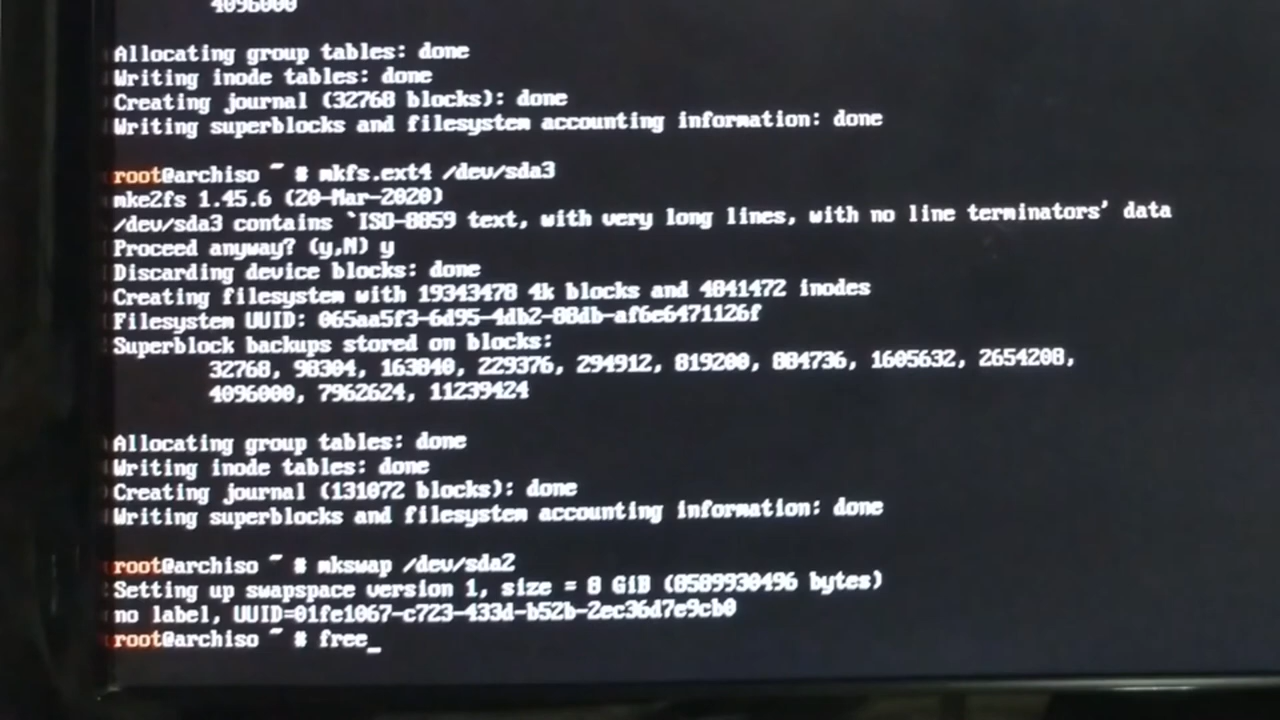 4096000
Allocating group tables: done
Writing inode tables: done
Creating journal (32768 blocks): done
Writing superblocks and filesystem accounting information: done
root@archiso ~ # mkfs.ext4 /dev/sda3
mke2fs 1.45.6 (20-Mar-2020)
/dev/sda3 contains `ISO-8859 text, with very long lines, with no line terminators' data
Proceed anyway? (y,N) y
Discarding device blocks: done
Creating filesystem with 19343478 4k blocks and 4841472 inodes
Filesystem UUID: 065aa5f3-6d95-4db2-88db-af6e6471126f
Superblock backups stored on blocks:
32768, 98304, 163840, 229376, 294912, 819200, 884736, 1605632, 2654208,
4096000, 7962624, 11239424
Allocating group tables: done
Writing inode tables: done
Creating journal (131072 blocks): done
Writing superblocks and filesystem accounting information: done
root@archiso ~ # mkswap /dev/sda2
Setting up swapspace version 1, size = 8 GiB (8589930496 bytes)
no label, UUID=01fe1067-c723-433d-b52b-2ec36d7e9cb0
root@archiso ~ # free_